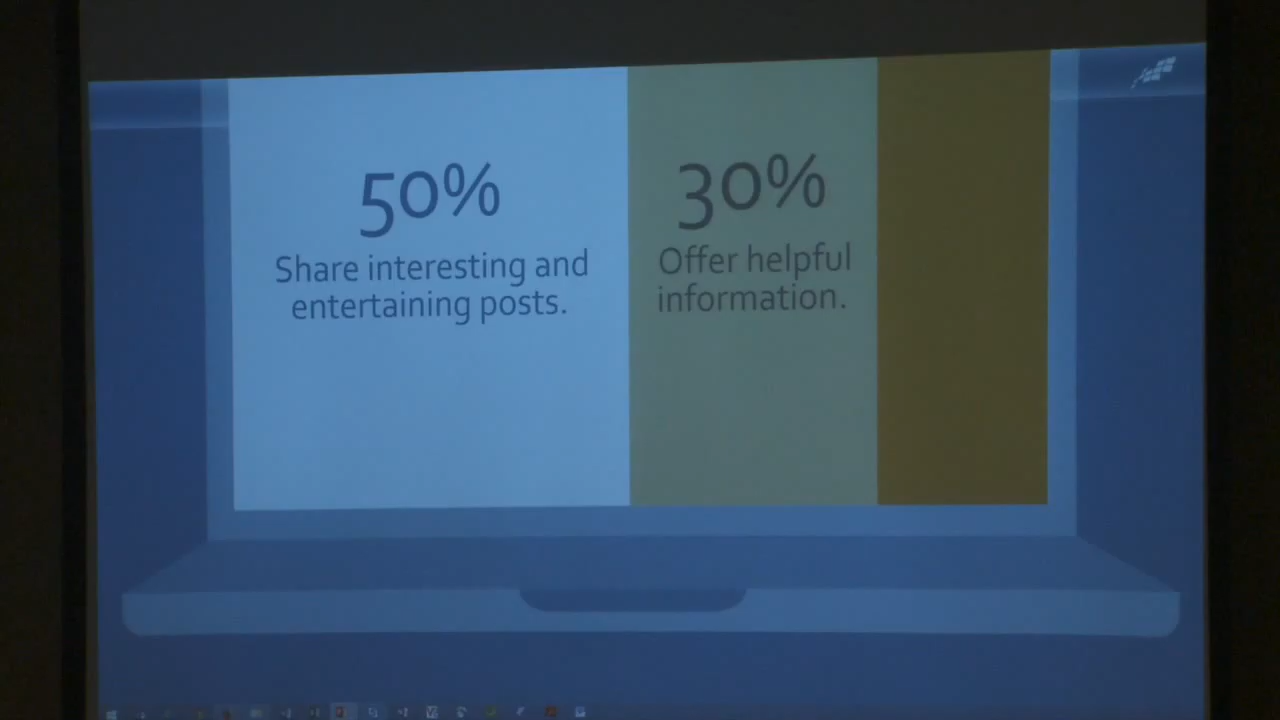 50%
Share interesting and
entertaining posts.
30%
Offer helpful
information.